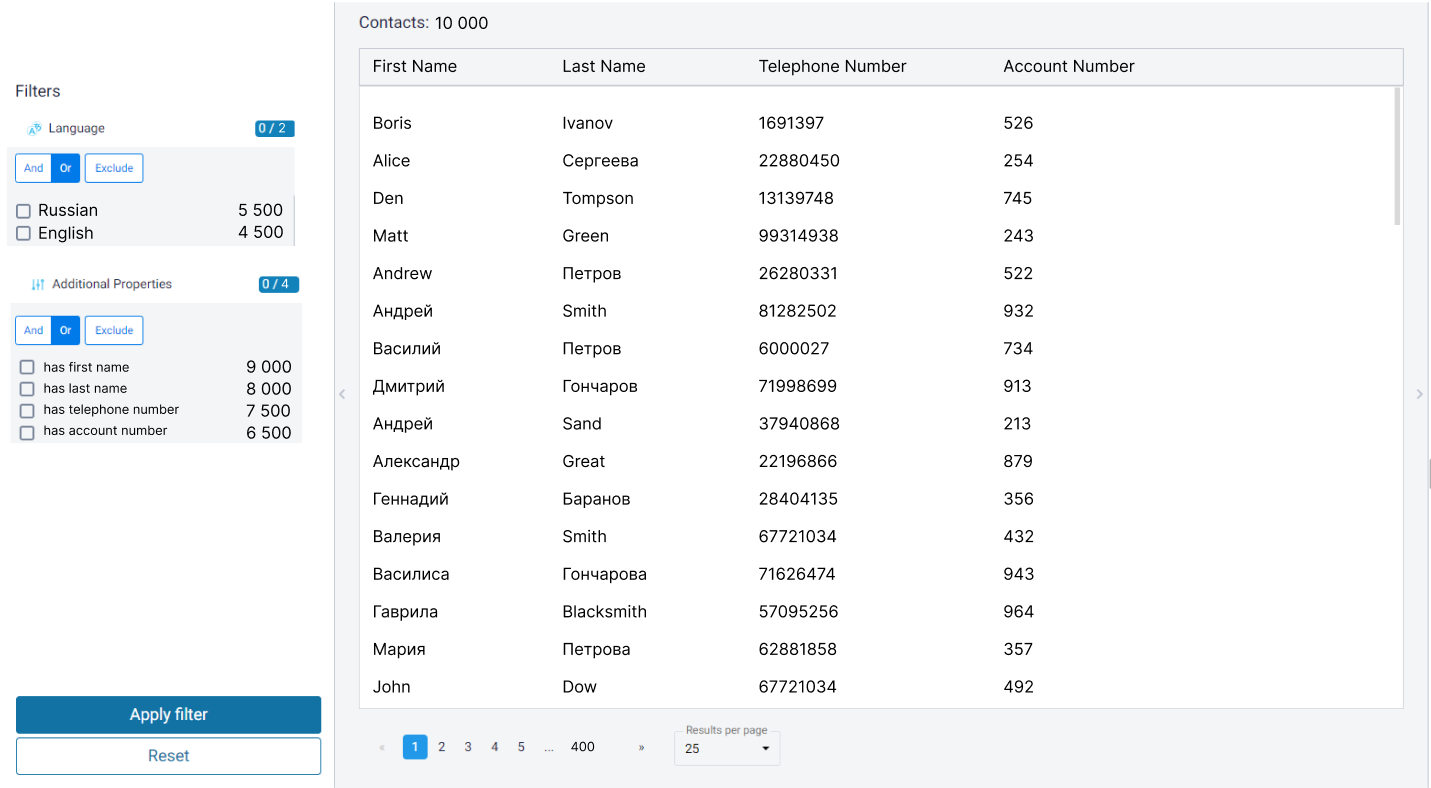 Contacts: 10 000
First Name Last Name Telephone Number Account Number
Filters
Language 0 / 2
And Or Exclude
Russian 5 500
English 4 500
Additional Properties 0 / 4
And Or Exclude
has first name 9 000
has last name 8 000
has telephone number 7 500
has account number 6 500
Apply filter
Reset
Boris Ivanov 1691397 526
Alice Сергеева 22880450 254
Den Tompson 13139748 745
Matt Green 99314938 243
Andrew Петров 26280331 522
Андрей Smith 81282502 932
Василий Петров 6000027 734
Дмитрий Гончаров 71998699 913
Андрей Sand 37940868 213
Александр Great 22196866 879
Геннадий Баранов 28404135 356
Валерия Smith 67721034 432
Василиса Гончарова 71626474 943
Гаврила Blacksmith 57095256 964
Мария Петрова 62881858 357
John Dow 67721034 492
« 1 2 3 4 5 ... 400 »
Results per page
25